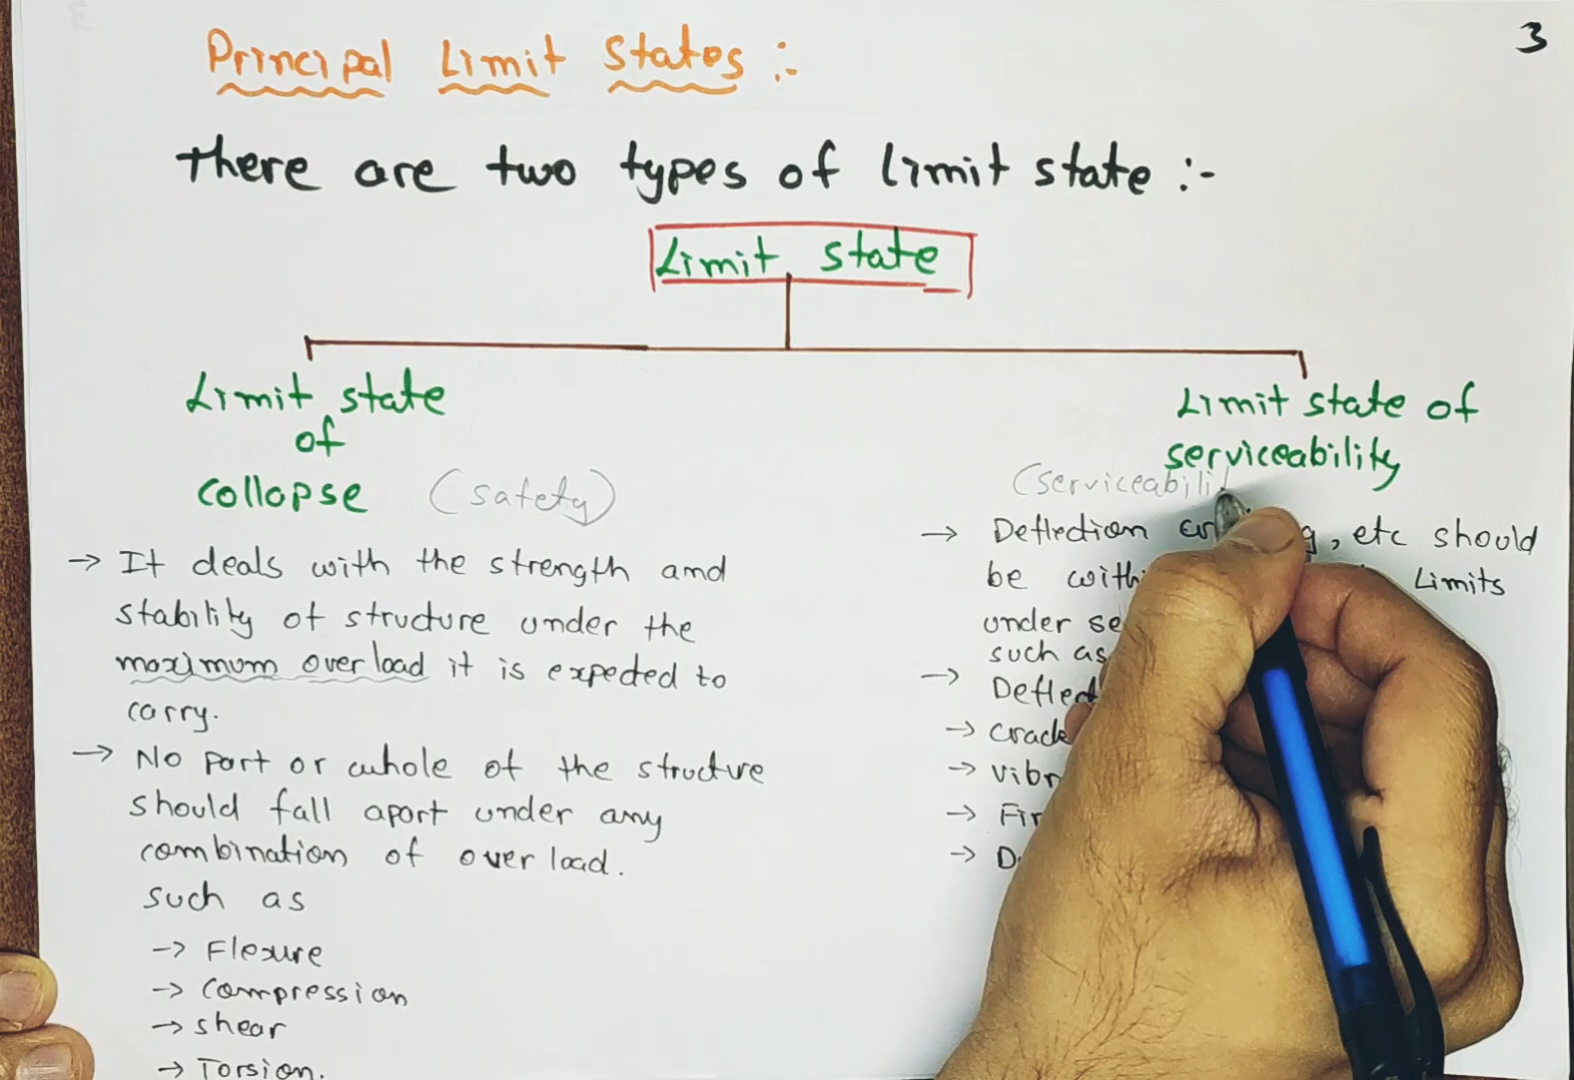 3
Principal Limit States :-
There are two types of limit state :-
Limit state
Limit state
of
collapse (safety)
→ It deals with the strength and
stability of structure under the
maximum over load it is expected to
carry.
→ No part or whole of the structure
should fall apart under any
combination of over load.
such as
→ Flexure
→ compression
→ shear
→ Torsion.
Limit state of
serviceability
(serviceabili
→ Deflection , etc should
be Limits
under
such as
→
→
→
→
→